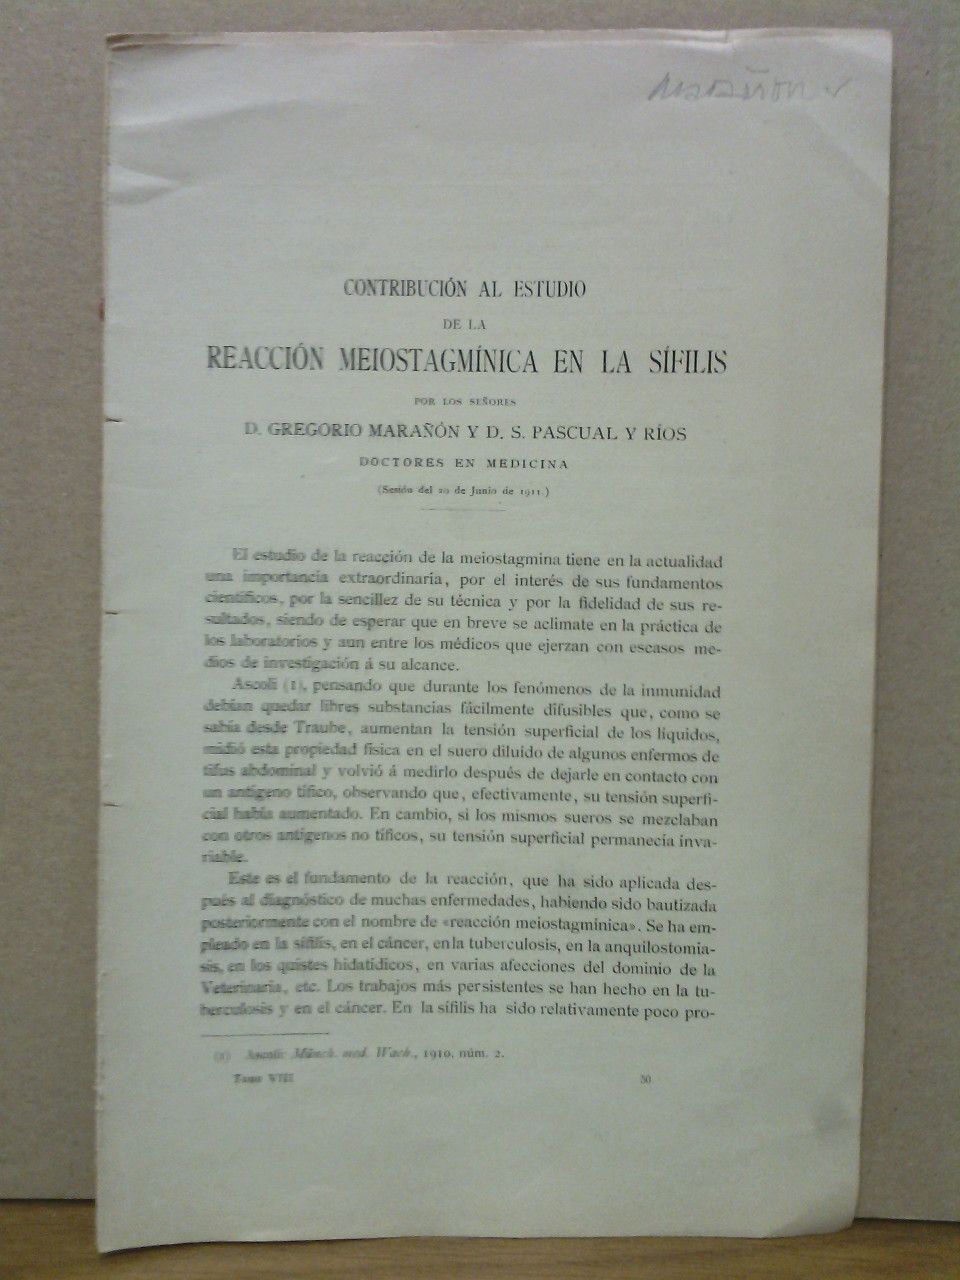 Marañon
CONTRIBUCIÓN AL ESTUDIO
DE LA
REACCIÓN MEIOSTAGMÍNICA EN LA SÍFILIS
POR LOS SEÑORES
D. GREGORIO MARAÑÓN Y D. S. PASCUAL Y RÍOS
DOCTORES EN MEDICINA
(Sesión del 20 de Junio de 1911.)
El estudio de la reacción de la meiostagmina tiene en la actualidad
una importancia extraordinaria, por el interés de sus fundamentos
científicos, por la sencillez de su técnica y por la fidelidad de sus re-
sultados, siendo de esperar que en breve se aclimate en la práctica de
los laboratorios y aun entre los médicos que ejerzan con escasos me-
dios de investigación á su alcance.
Ascoli (1), pensando que durante los fenómenos de la inmunidad
debían quedar libres substancias fácilmente difusibles que, como se
sabía desde Traube, aumentan la tensión superficial de los líquidos,
midió esta propiedad física en el suero diluído de algunos enfermos de
tifus abdominal y volvió á medirlo después de dejarle en contacto con
un antígeno tífico, observando que, efectivamente, su tensión superfi-
cial había aumentado. En cambio, si los mismos sueros se mezclaban
con otros antígenos no tíficos, su tensión superficial permanecía inva-
riable.
Este es el fundamento de la reacción, que ha sido aplicada des-
pués al diagnóstico de muchas enfermedades, habiendo sido bautizada
posteriormente con el nombre de «reacción meiostagmínica». Se ha em-
pleado en la sífilis, en el cáncer, en la tuberculosis, en la anquilostomia-
sis, en los quistes hidatídicos, en varias afecciones del dominio de la
Veterinaria, etc. Los trabajos más persistentes se han hecho en la tu-
berculosis y en el cáncer. En la sífilis ha sido relativamente poco pro-
(1) Ascoli: Münch. med. Wach., 1910, núm. 2.
Tomo VIII 30